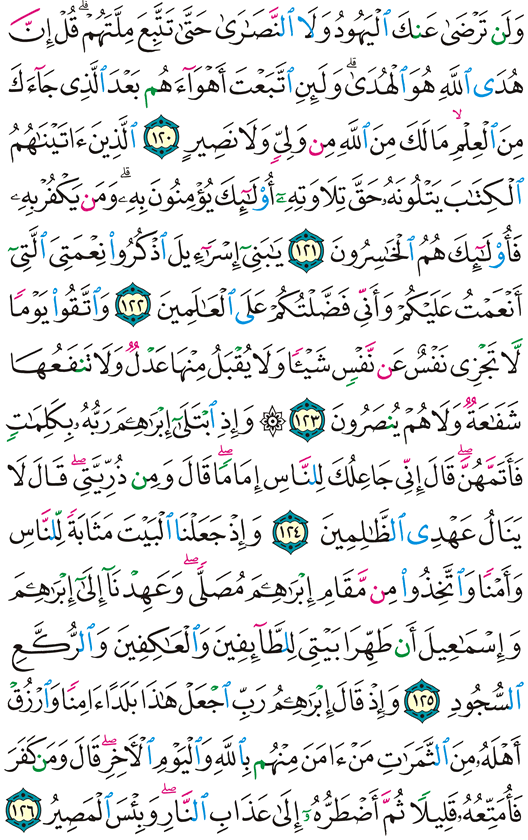 وَلَن تَرْضَىٰ عَنكَ ٱلْيَهُودُ وَلَا ٱلنَّصَٰرَىٰ حَتَّىٰ تَتَّبِعَ مِلَّتَهُمْ ۗ قُلْ إِنَّ
هُدَى ٱللَّهِ هُوَ ٱلْهُدَىٰ ۗ وَلَئِنِ ٱتَّبَعْتَ أَهْوَآءَهُم بَعْدَ ٱلَّذِى جَآءَكَ
مِنَ ٱلْعِلْمِ ۙ مَا لَكَ مِنَ ٱللَّهِ مِن وَلِىٍّ وَلَا نَصِيرٍ ١٢٠ ٱلَّذِينَ ءَاتَيْنَٰهُمُ
ٱلْكِتَٰبَ يَتْلُونَهُۥ حَقَّ تِلَاوَتِهِۦٓ أُو۟لَٰٓئِكَ يُؤْمِنُونَ بِهِۦ ۗ وَمَن يَكْفُرْ بِهِۦ
فَأُو۟لَٰٓئِكَ هُمُ ٱلْخَٰسِرُونَ ١٢١ يَٰبَنِىٓ إِسْرَٰٓءِيلَ ٱذْكُرُوا۟ نِعْمَتِىَ ٱلَّتِىٓ
أَنْعَمْتُ عَلَيْكُمْ وَأَنِّى فَضَّلْتُكُمْ عَلَى ٱلْعَٰلَمِينَ ١٢٢ وَٱتَّقُوا۟ يَوْمًا
لَّا تَجْزِى نَفْسٌ عَن نَّفْسٍ شَيْـًٔا وَلَا يُقْبَلُ مِنْهَا عَدْلٌ وَلَا تَنفَعُهَا
شَفَٰعَةٌ وَلَا هُمْ يُنصَرُونَ ١٢٣ ۞ وَإِذِ ٱبْتَلَىٰٓ إِبْرَٰهِـۧمَ رَبُّهُۥ بِكَلِمَٰتٍ
فَأَتَمَّهُنَّ ۖ قَالَ إِنِّى جَاعِلُكَ لِلنَّاسِ إِمَامًا ۖ قَالَ وَمِن ذُرِّيَّتِى ۖ قَالَ لَا
يَنَالُ عَهْدِى ٱلظَّٰلِمِينَ ١٢٤ وَإِذْ جَعَلْنَا ٱلْبَيْتَ مَثَابَةً لِّلنَّاسِ
وَأَمْنًا وَٱتَّخِذُوا۟ مِن مَّقَامِ إِبْرَٰهِـۧمَ مُصَلًّى ۖ وَعَهِدْنَآ إِلَىٰٓ إِبْرَٰهِـۧمَ
وَإِسْمَٰعِيلَ أَن طَهِّرَا بَيْتِىَ لِلطَّآئِفِينَ وَٱلْعَٰكِفِينَ وَٱلرُّكَّعِ
ٱلسُّجُودِ ١٢٥ وَإِذْ قَالَ إِبْرَٰهِـۧمُ رَبِّ ٱجْعَلْ هَٰذَا بَلَدًا ءَامِنًا وَٱرْزُقْ
أَهْلَهُۥ مِنَ ٱلثَّمَرَٰتِ مَنْ ءَامَنَ مِنْهُم بِٱللَّهِ وَٱلْيَوْمِ ٱلْءَاخِرِ ۖ قَالَ وَمَن كَفَرَ
فَأُمَتِّعُهُۥ قَلِيلًا ثُمَّ أَضْطَرُّهُۥٓ إِلَىٰ عَذَابِ ٱلنَّارِ ۖ وَبِئْسَ ٱلْمَصِيرُ ١٢٦